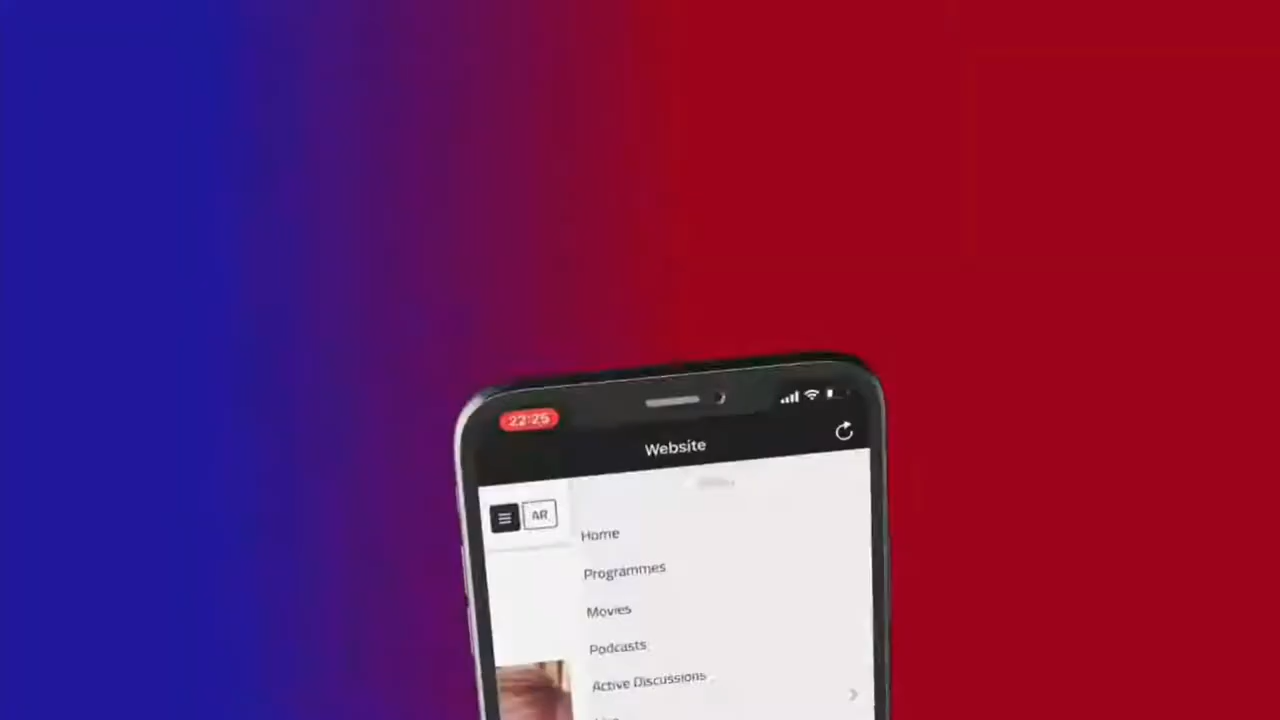 22:25
Website
AR
Home
Programmes
Movies
Podcasts
Active Discussions